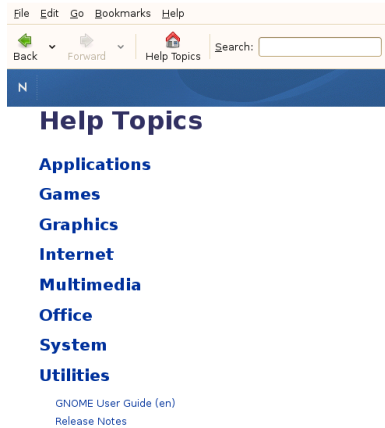 File Edit Go Bookmarks Help
Back Forward Help Topics Search:
N
Help Topics
Applications
Games
Graphics
Internet
Multimedia
Office
System
Utilities
GNOME User Guide (en)
Release Notes